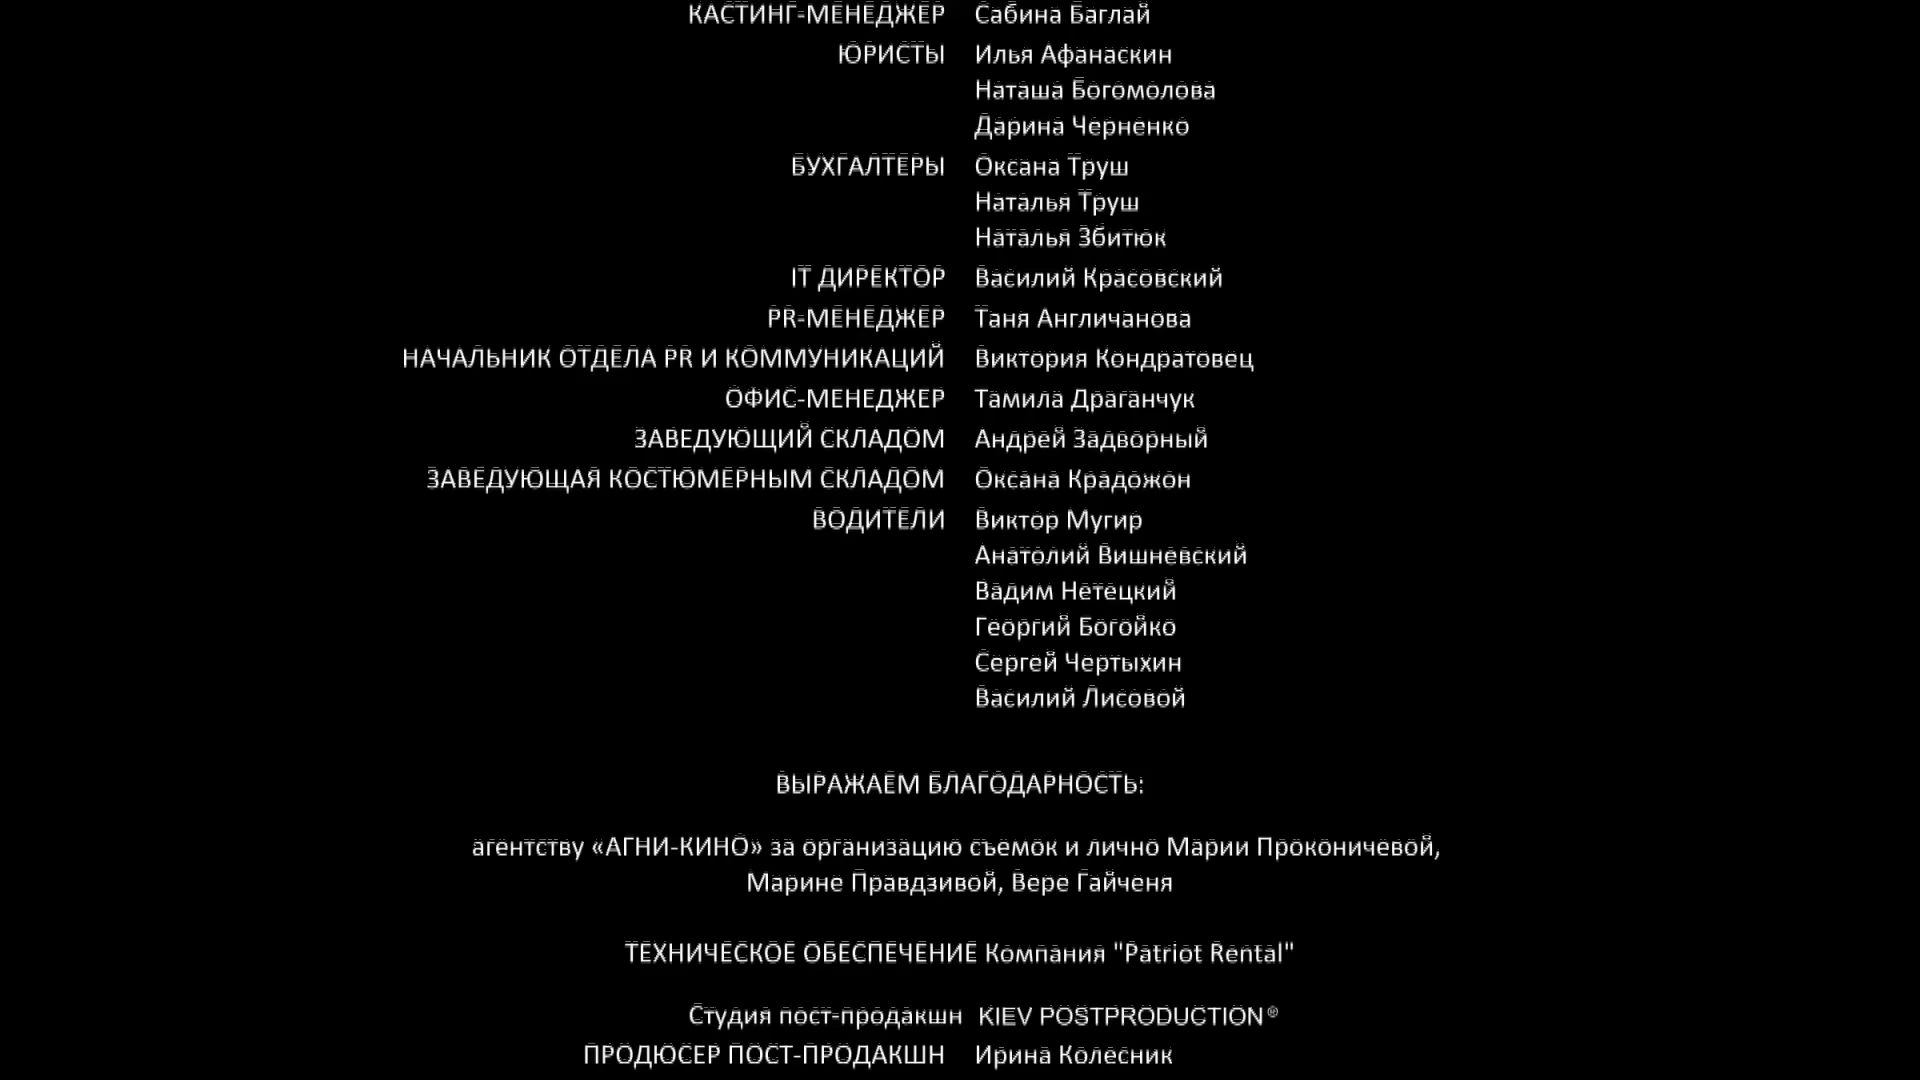 КАСТИНГ-МЕНЕДЖЕР Сабина Баглай
ЮРИСТЫ Илья Афанаскин
Наташа Богомолова
Дарина Черненко
БУХГАЛТЕРЫ Оксана Труш
Наталья Труш
Наталья Збитюк
IT ДИРЕКТОР Василий Красовский
PR-МЕНЕДЖЕР Таня Англичанова
НАЧАЛЬНИК ОТДЕЛА PR И КОММУНИКАЦИЙ Виктория Кондратовец
ОФИС-МЕНЕДЖЕР Тамила Драганчук
ЗАВЕДУЮЩИЙ СКЛАДОМ Андрей Задворный
ЗАВЕДУЮЩАЯ КОСТЮМЕРНЫМ СКЛАДОМ Оксана Крадожон
ВОДИТЕЛИ Виктор Мугир
Анатолий Вишневский
Вадим Нетецкий
Георгий Богойко
Сергей Чертыхин
Василий Лисовой
ВЫРАЖАЕМ БЛАГОДАРНОСТЬ:
агентству «АГНИ-КИНО» за организацию съемок и лично Марии Проконичевой,
Марине Правдзивой, Вере Гайченя
ТЕХНИЧЕСКОЕ ОБЕСПЕЧЕНИЕ Компания "Patriot Rental"
Студия пост-продакшн KIEV POSTPRODUCTION®
ПРОДЮСЕР ПОСТ-ПРОДАКШН Ирина Колесник